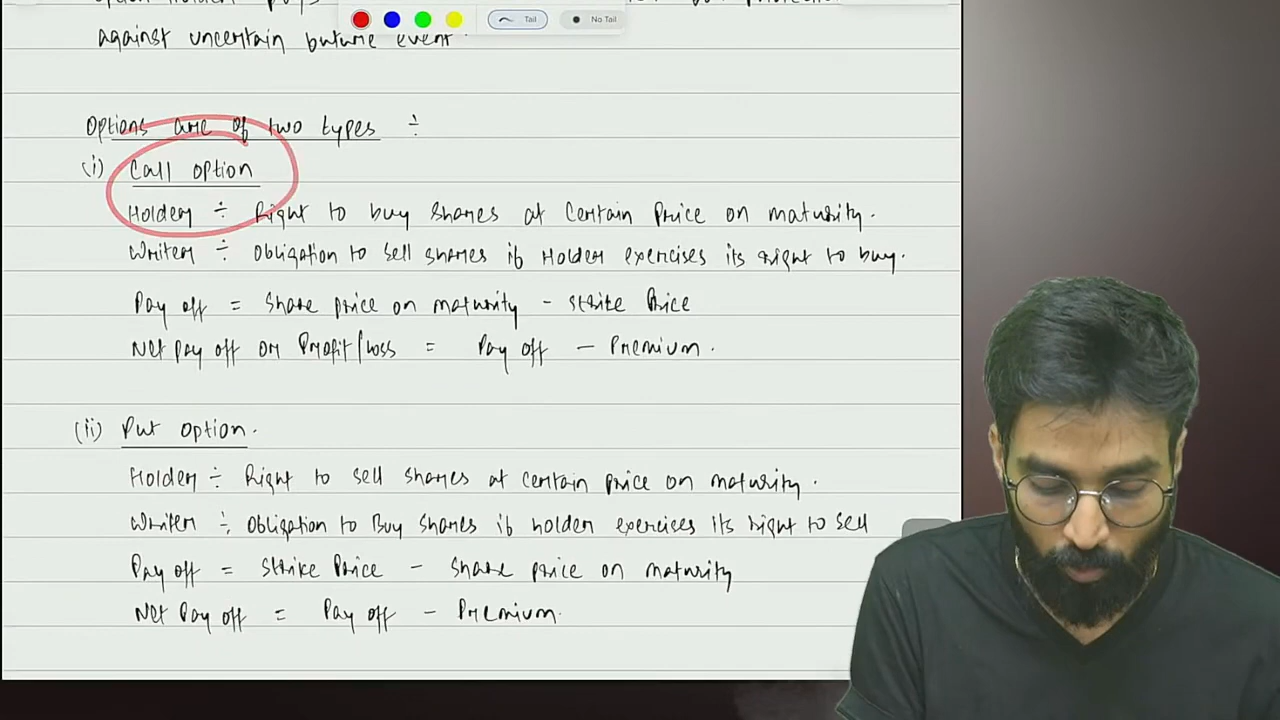 Tail No Tail
against uncertain future event.
Options are of two types ÷
(i) Call Option
Holder ÷ Right to buy shares at certain price on maturity.
Writer ÷ Obligation to sell shares if Holder exercises its right to buy.
Pay off = Share price on maturity - Strike Price
Net Pay off or Profit/Loss = Pay off - Premium.
(ii) Put Option.
Holder ÷ Right to sell shares at certain price on maturity.
Writer ÷ Obligation to Buy shares if holder exercises its right to sell
Pay off = Strike Price - Share price on maturity
Net Pay off = Pay off - Premium.